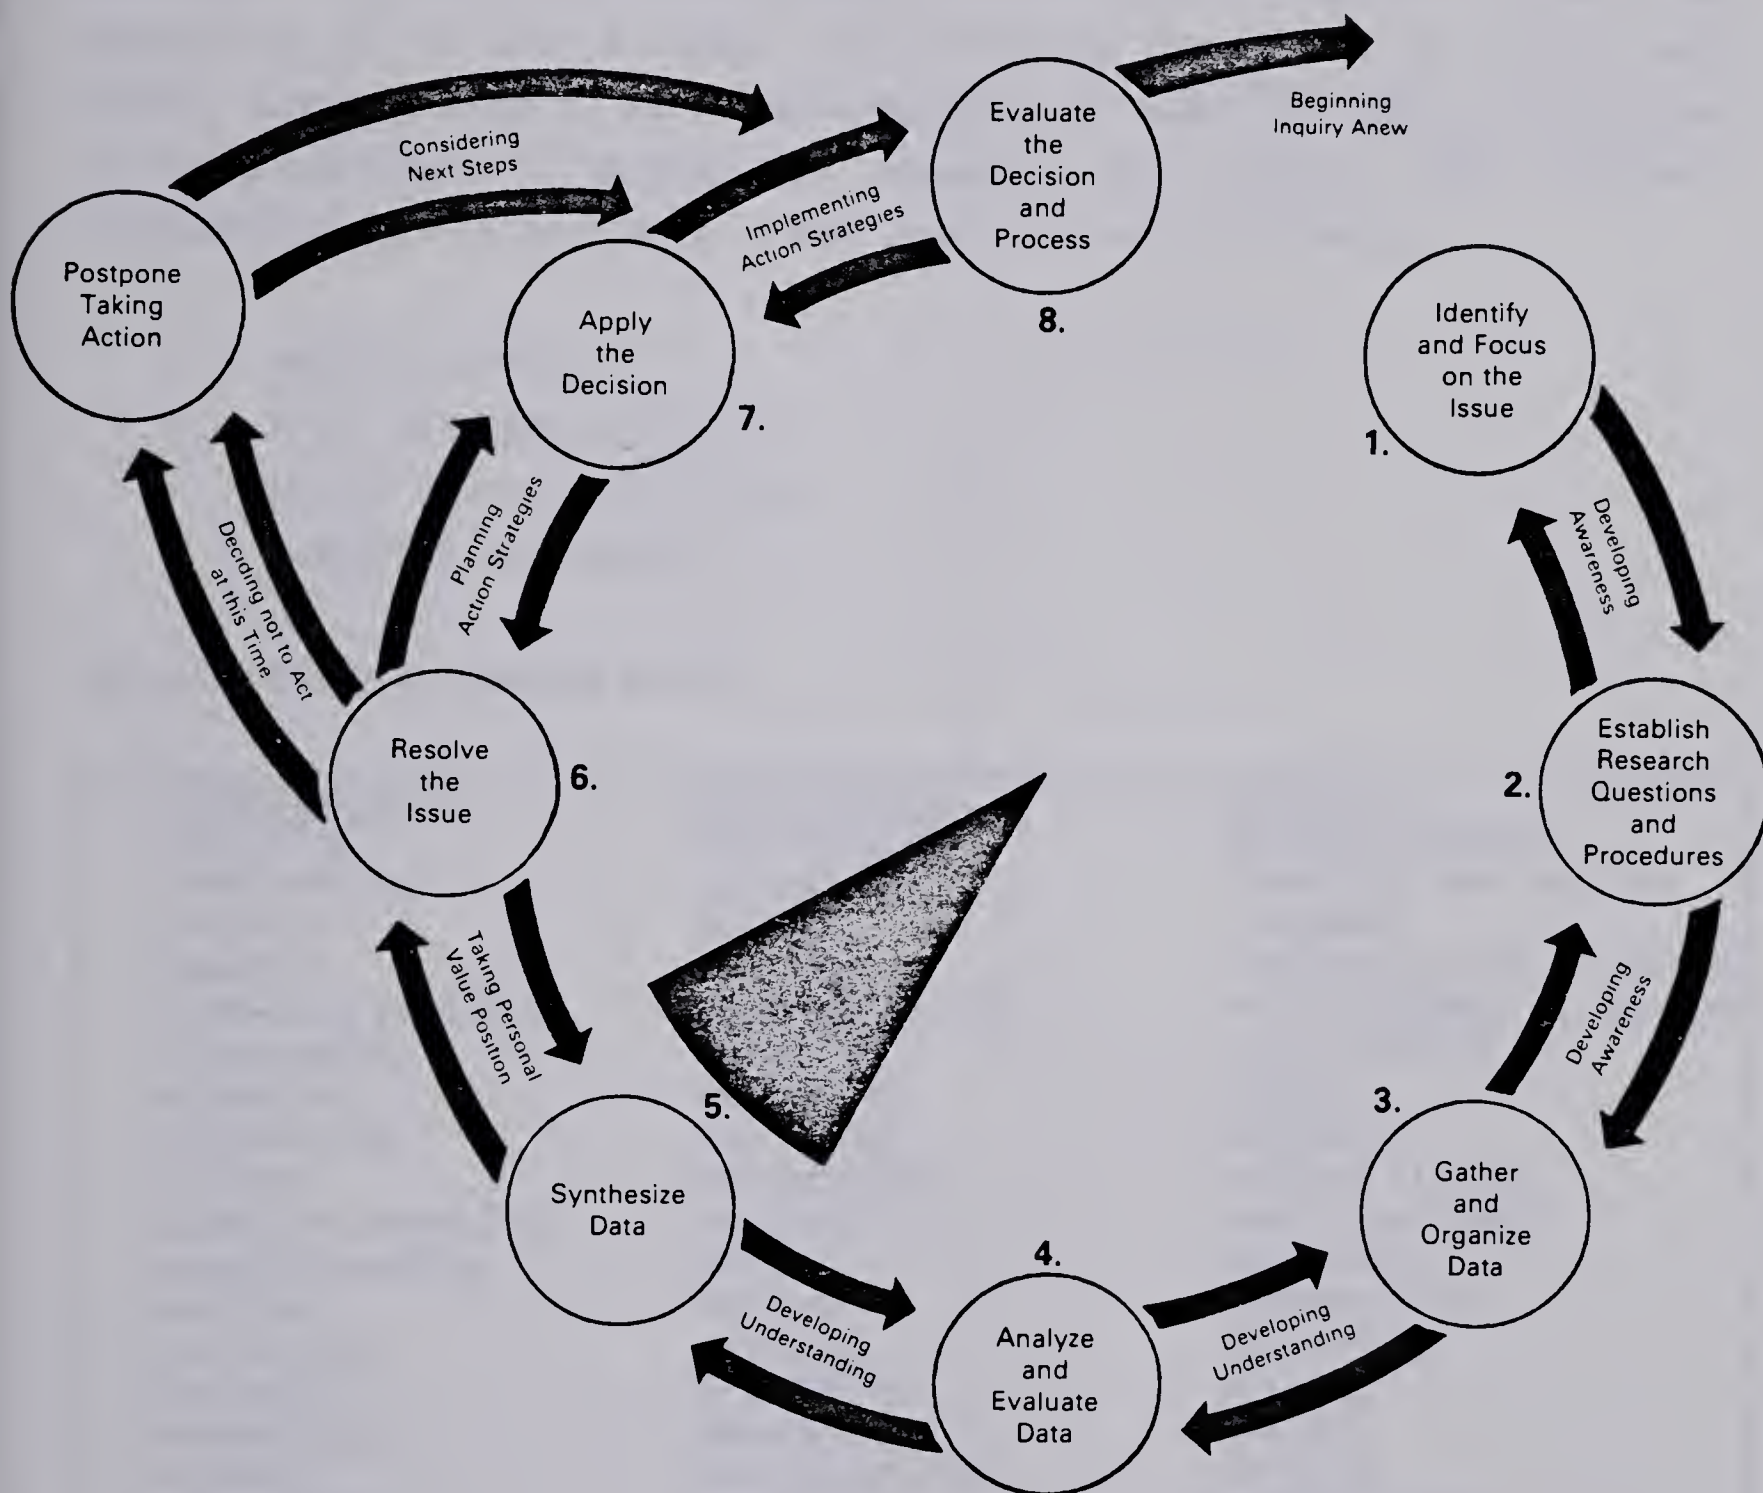 Beginning
Inquiry Anew
Evaluate
the
Decision
and
Process
8.
Considering
Next Steps
Implementing
Action Strategies
Postpone
Taking
Action
Apply
the
Decision
7.
Identify
and Focus
on the
Issue
1.
Developing
Awareness
Establish
Research
Questions
and
Procedures
2.
Developing
Awareness
Gather
and
Organize
Data
3.
Developing
Understanding
Analyze
and
Evaluate
Data
4.
Developing
Understanding
Synthesize
Data
5.
Taking Personal
Value Position
Resolve
the
Issue
6.
Planning
Action Strategies
Deciding not to Act
at this Time